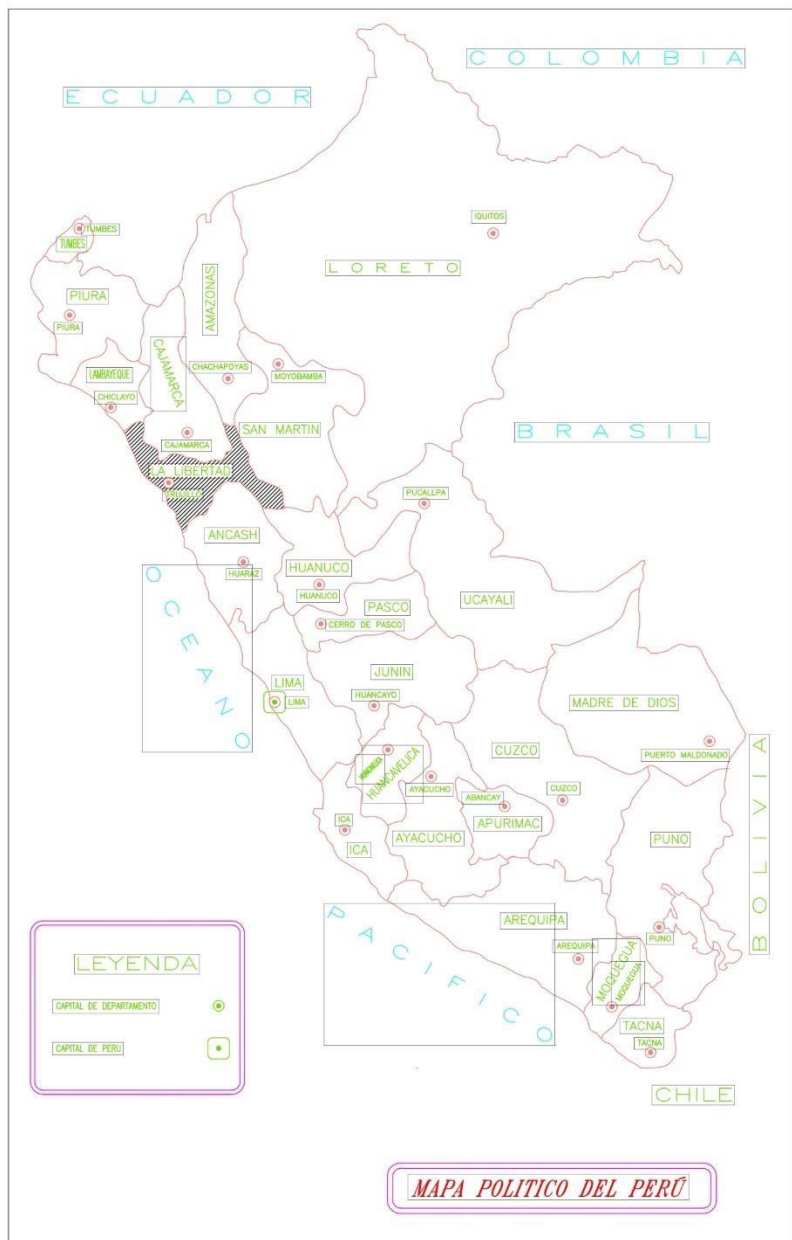 COLOMBIA
ECUADOR
IQUITOS
TUMBES
TUMBES
LORETO
AMAZONAS
PIURA
PIURA
CAJAMARCA
LAMBAYEQUE
CHACHAPOYAS
MOYOBAMBA
CHICLAYO
SAN MARTIN
BRASIL
CAJAMARCA
LA LIBERTAD
TRUJILLO
PUCALLPA
ANCASH
HUARAZ
HUANUCO
HUANUCO
PASCO
UCAYALI
CERRO DE PASCO
OCEANO
JUNIN
LIMA
LIMA
HUANCAYO
MADRE DE DIOS
CUZCO
PUERTO MALDONADO
HUANCAVELICA
HUANCAVELICA
AYACUCHO
ABANCAY
CUZCO
ICA
APURIMAC
AYACUCHO
ICA
PUNO
BOLIVIA
PACIFICO
AREQUIPA
AREQUIPA
PUNO
MOQUEGUA
MOQUEGUA
TACNA
TACNA
LEYENDA
CAPITAL DE DEPARTAMENTO
CAPITAL DE PERU
CHILE
MAPA POLITICO DEL PERÚ